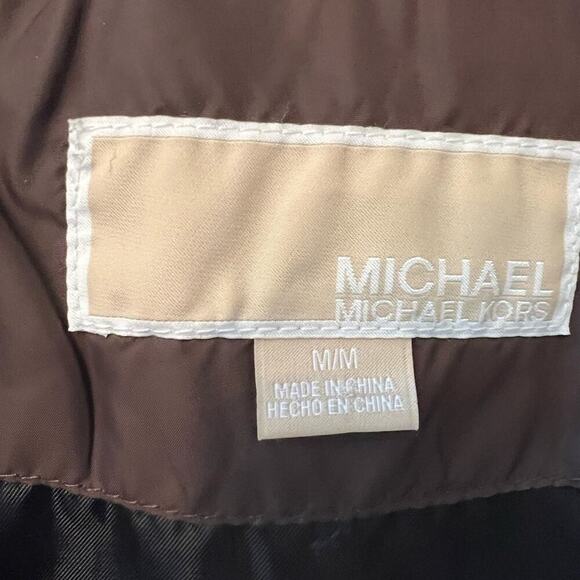 MICHAEL
MICHAEL KORS
M/M
MADE IN CHINA
HECHO EN CHINA